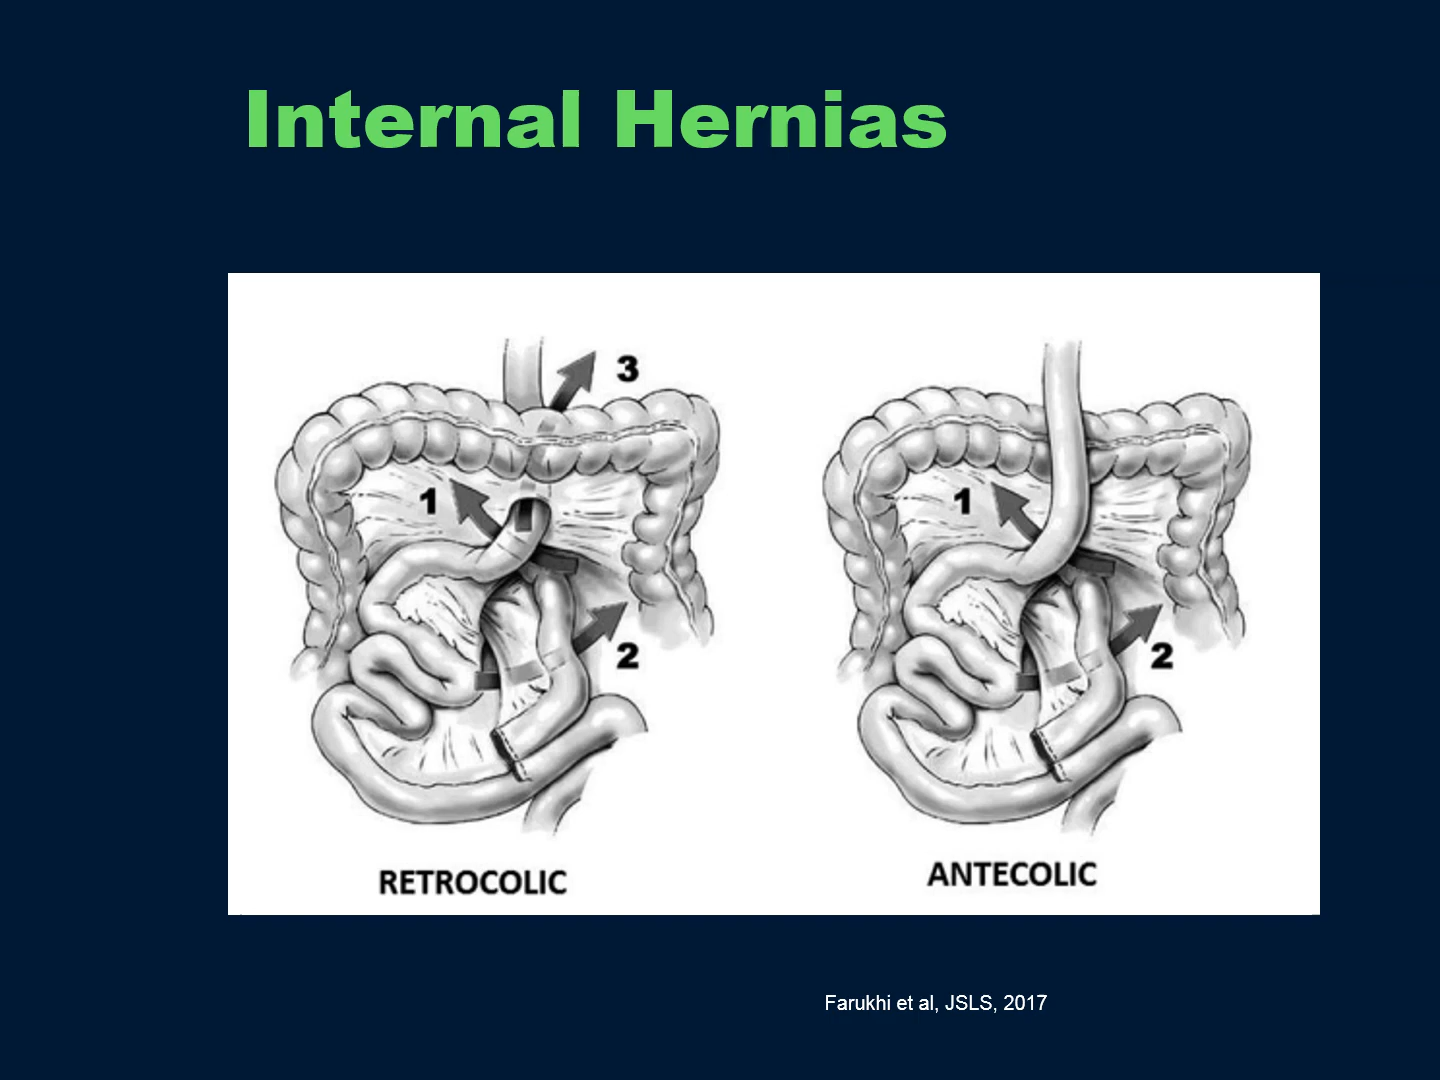 Internal Hernias
3
1
2
RETROCOLIC
1
2
ANTECOLIC
Farukhi et al, JSLS, 2017